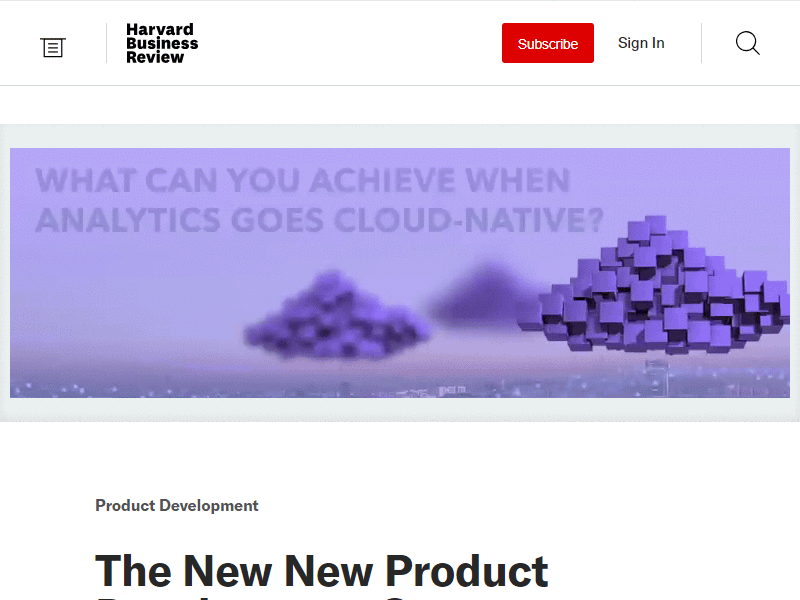 Harvard
Business
Review
Subscribe
Sign In
WHAT CAN YOU ACHIEVE WHEN
ANALYTICS GOES CLOUD-NATIVE?
Product Development
The New New Product